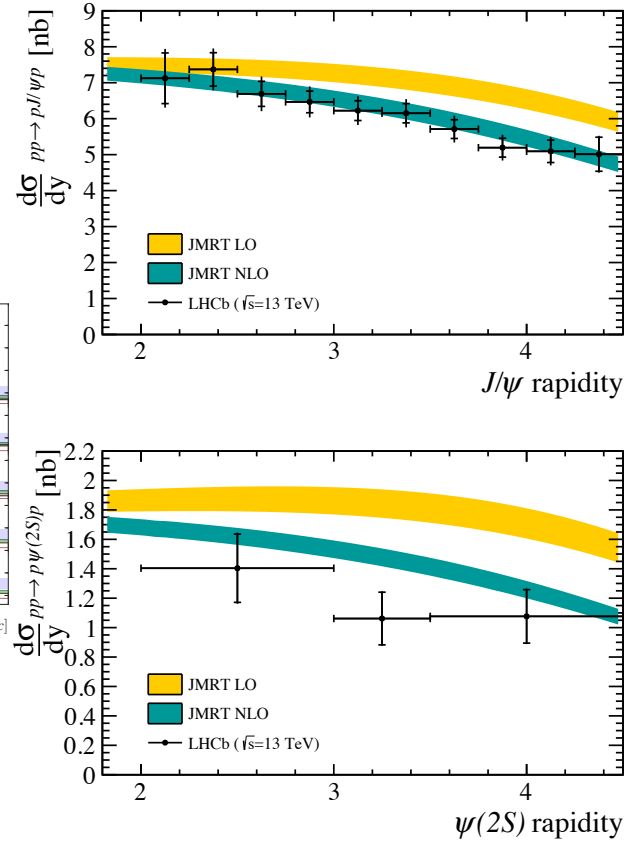 9
8
7
6
5
4
3
2
1
0
dσ/dy pp→ pJ/ψ p [nb]
JMRT LO
JMRT NLO
LHCb (√s=13 TeV)
2 3 4
J/ψ rapidity
2.2
2
1.8
1.6
1.4
1.2
1
0.8
0.6
0.4
0.2
0
dσ/dy pp→ pψ(2S)p [nb]
c]
JMRT LO
JMRT NLO
LHCb (√s=13 TeV)
2 3 4
ψ(2S) rapidity